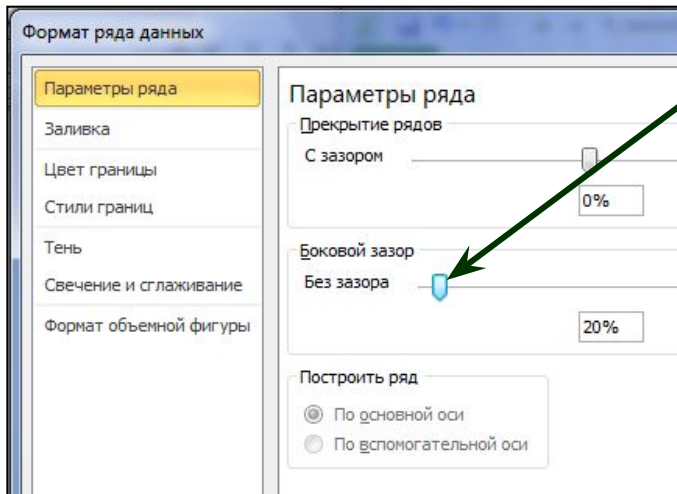 Формат ряда данных
Параметры ряда
Заливка
Цвет границы
Стили границ
Тень
Свечение и сглаживание
Формат объемной фигуры
Параметры ряда
Прекрытие рядов
С зазором
0%
Боковой зазор
Без зазора
20%
Построить ряд
По основной оси
По вспомогательной оси